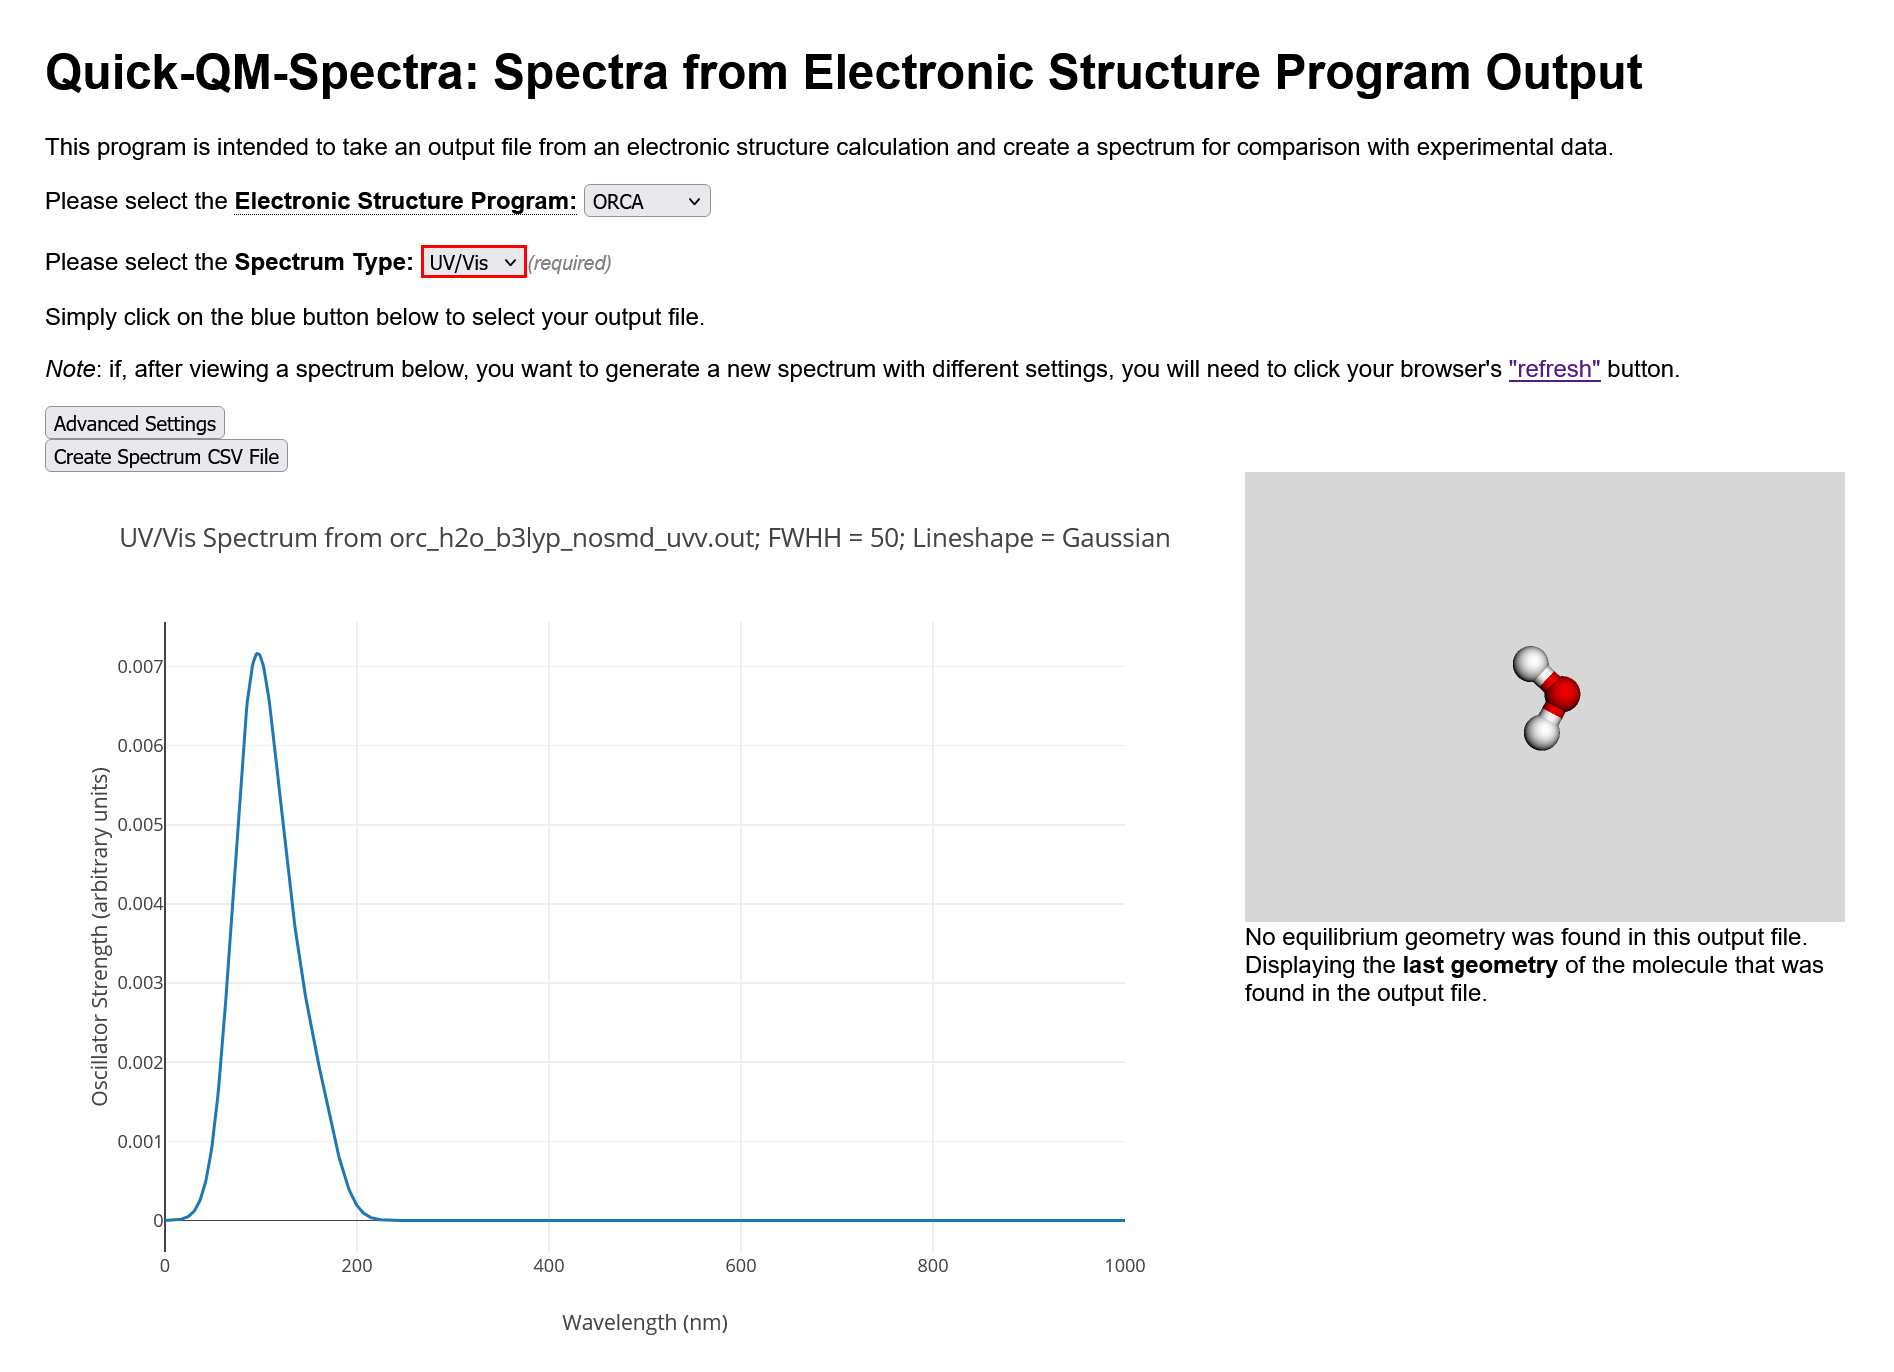 Quick-QM-Spectra: Spectra from Electronic Structure Program Output
This program is intended to take an output file from an electronic structure calculation and create a spectrum for comparison with experimental data.
Please select the Electronic Structure Program: ORCA
Please select the Spectrum Type: UV/Vis (required)
Simply click on the blue button below to select your output file.
Note: if, after viewing a spectrum below, you want to generate a new spectrum with different settings, you will need to click your browser's "refresh" button.
Advanced Settings
Create Spectrum CSV File
UV/Vis Spectrum from orc_h2o_b3lyp_nosmd_uvv.out; FWHH = 50; Lineshape = Gaussian
Oscillator Strength (arbitrary units)
0.007
0.006
0.005
0.004
0.003
0.002
0.001
0
0 200 400 600 800 1000
Wavelength (nm)
No equilibrium geometry was found in this output file.
Displaying the last geometry of the molecule that was
found in the output file.